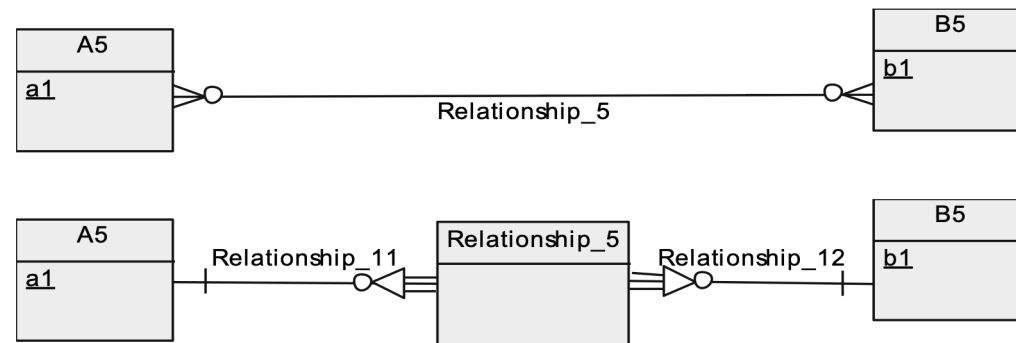 A5
B5
a1
b1
Relationship_5
A5
Relationship_5
B5
a1
Relationship_11
Relationship_12
b1